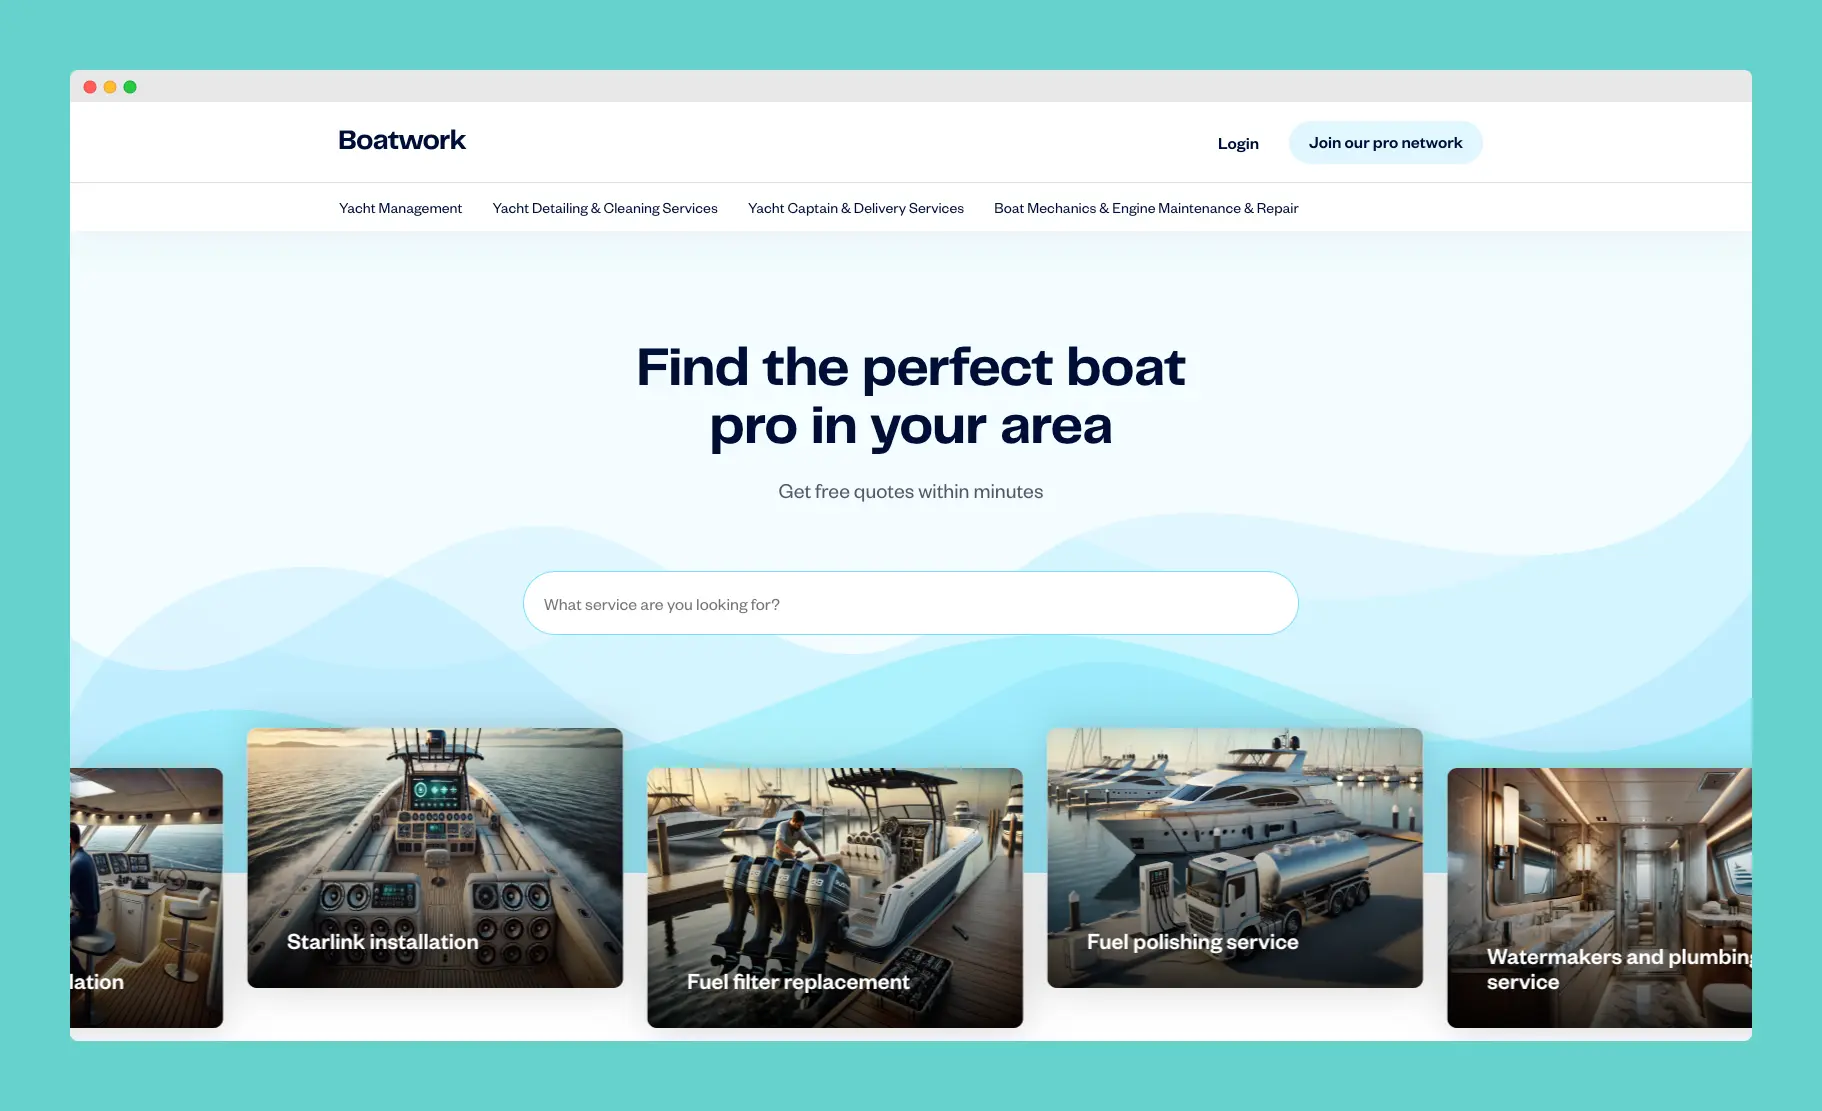 Boatwork
Login
Join our pro network
Yacht Management
Yacht Detailing & Cleaning Services
Yacht Captain & Delivery Services
Boat Mechanics & Engine Maintenance & Repair
Find the perfect boat
pro in your area
Get free quotes within minutes
What service are you looking for?
lation
Starlink installation
Fuel filter replacement
Fuel polishing service
Watermakers and plumbing
service